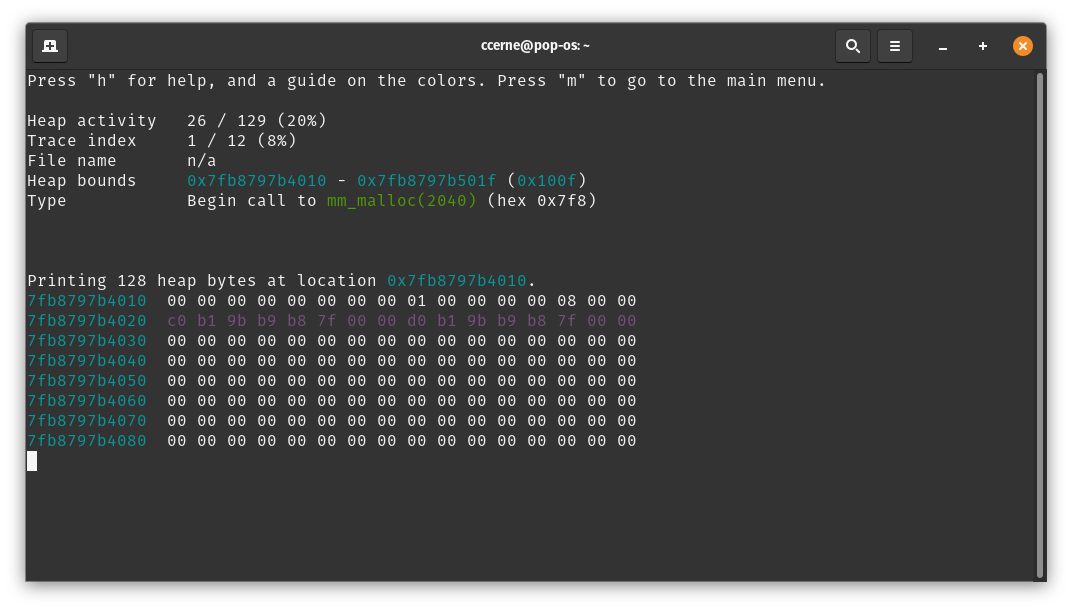 ccerne@pop-os: ~
Press "h" for help, and a guide on the colors. Press "m" to go to the main menu.
Heap activity   26 / 129 (20%)
Trace index     1 / 12 (8%)
File name       n/a
Heap bounds     0x7fb8797b4010 - 0x7fb8797b501f (0x100f)
Type            Begin call to mm_malloc(2040) (hex 0x7f8)
Printing 128 heap bytes at location 0x7fb8797b4010.
7fb8797b4010  00 00 00 00 00 00 00 00 01 00 00 00 00 08 00 00
7fb8797b4020  c0 b1 9b b9 b8 7f 00 00 d0 b1 9b b9 b8 7f 00 00
7fb8797b4030  00 00 00 00 00 00 00 00 00 00 00 00 00 00 00 00
7fb8797b4040  00 00 00 00 00 00 00 00 00 00 00 00 00 00 00 00
7fb8797b4050  00 00 00 00 00 00 00 00 00 00 00 00 00 00 00 00
7fb8797b4060  00 00 00 00 00 00 00 00 00 00 00 00 00 00 00 00
7fb8797b4070  00 00 00 00 00 00 00 00 00 00 00 00 00 00 00 00
7fb8797b4080  00 00 00 00 00 00 00 00 00 00 00 00 00 00 00 00